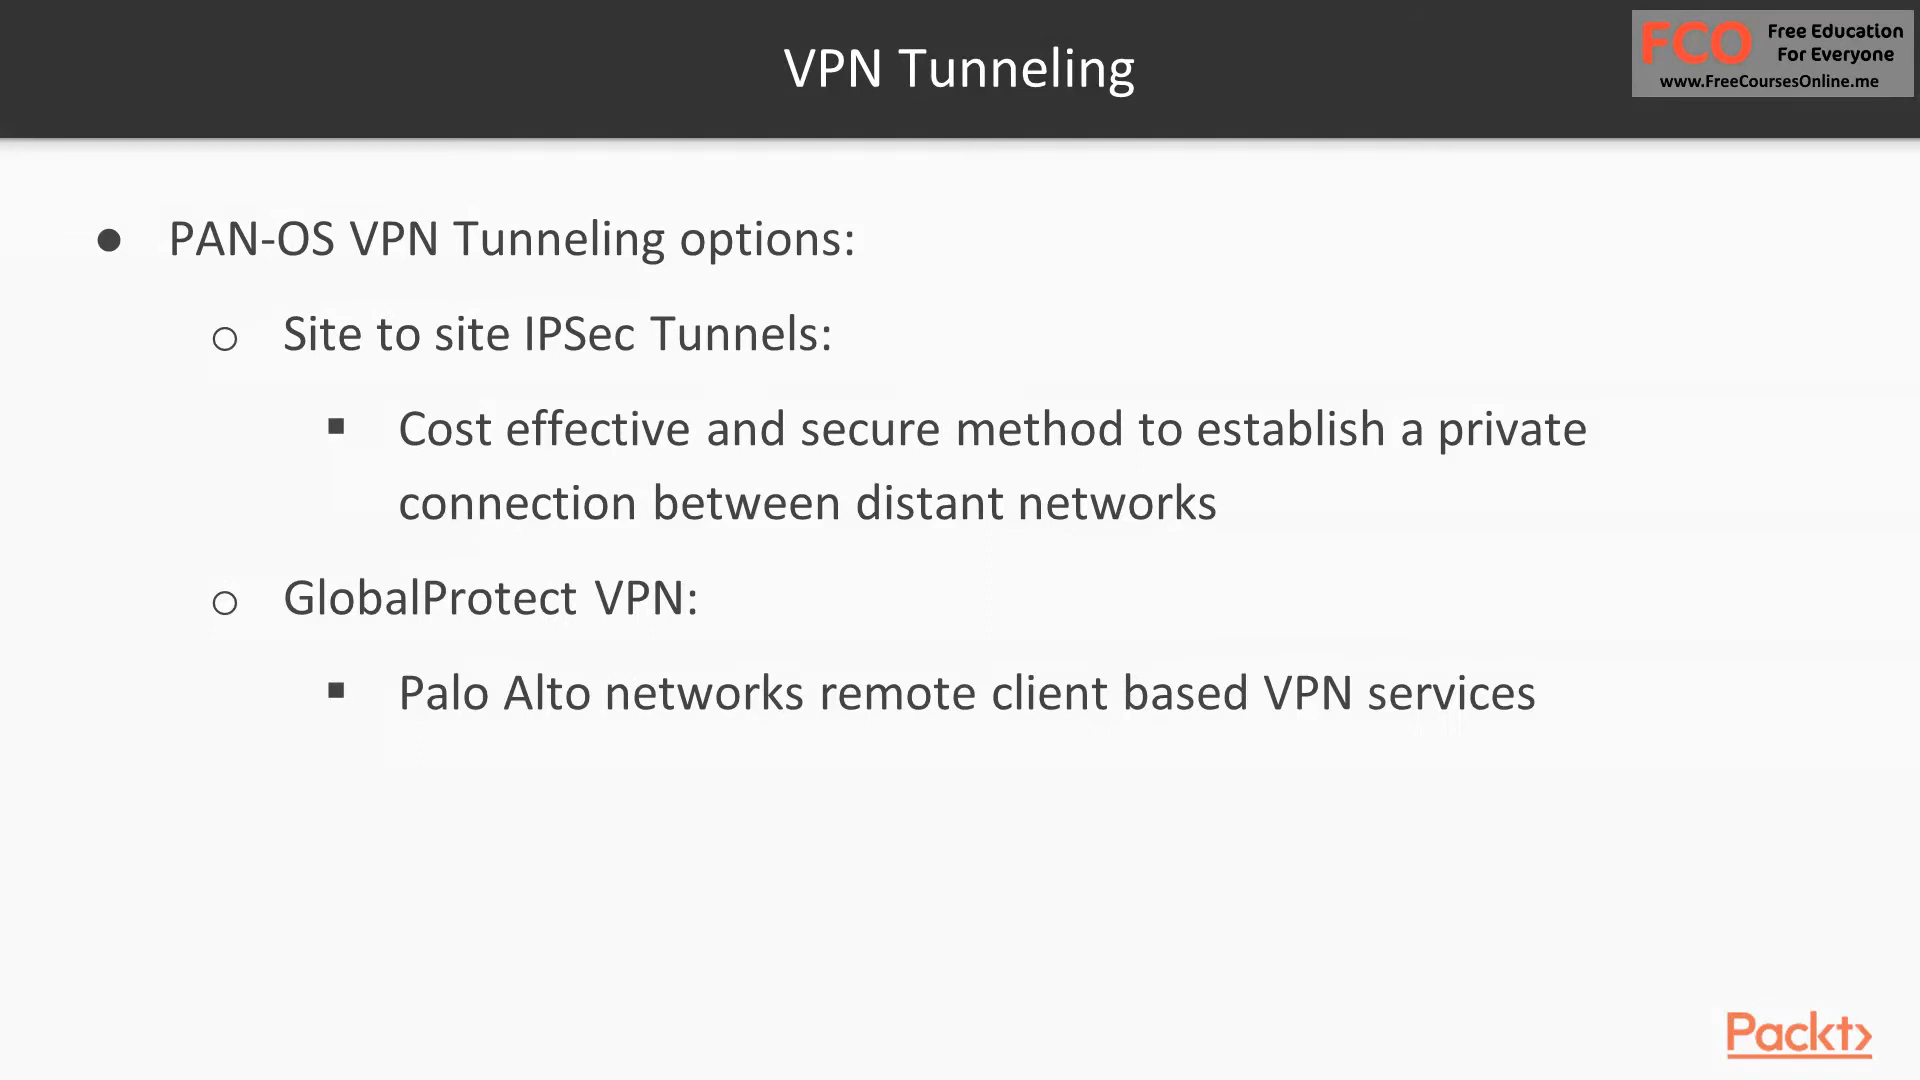 VPN Tunneling
FCO Free Education
For Everyone
www.FreeCoursesOnline.me
● PAN-OS VPN Tunneling options:
○ Site to site IPSec Tunnels:
▪ Cost effective and secure method to establish a private
connection between distant networks
○ GlobalProtect VPN:
▪ Palo Alto networks remote client based VPN services
Packt>